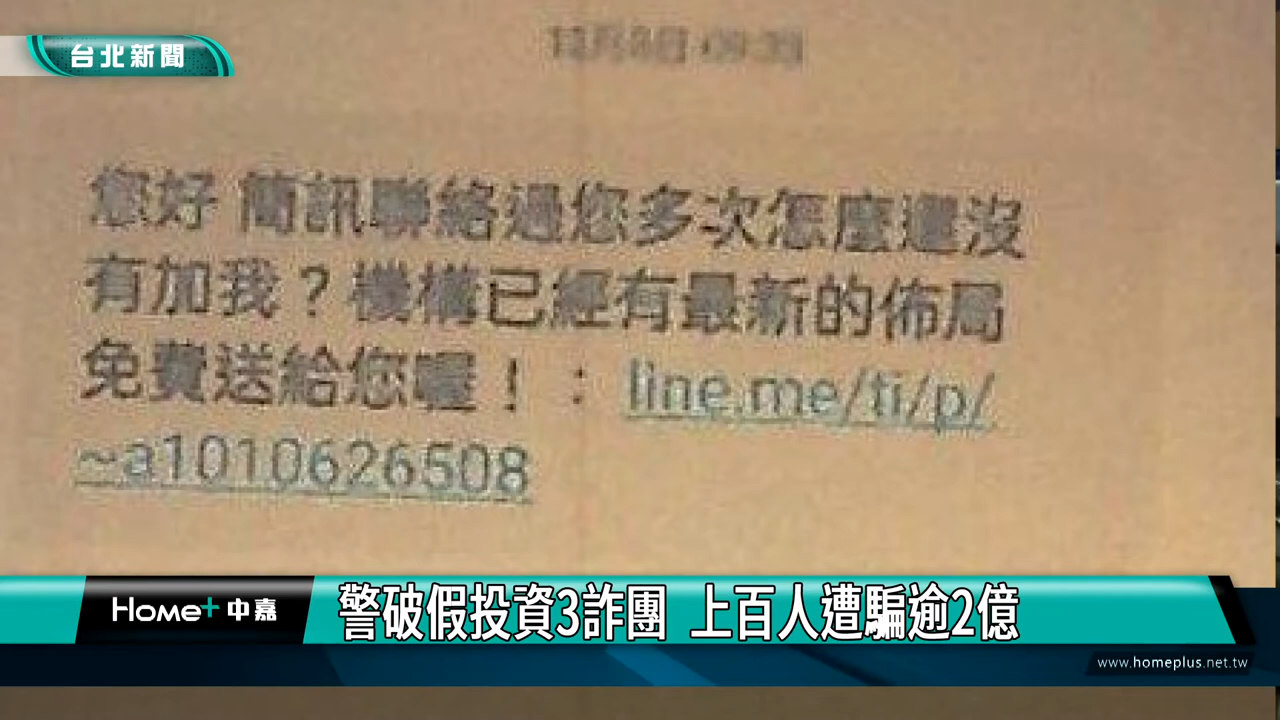 台北新聞
您好 簡訊聯絡過您多次怎麼還沒
有加我？機構已經有最新的佈局
免費送給您喔！：line.me/ti/p/
~a1010626508
Home+中嘉
警破假投資3詐團 上百人遭騙逾2億
www.homeplus.net.tw